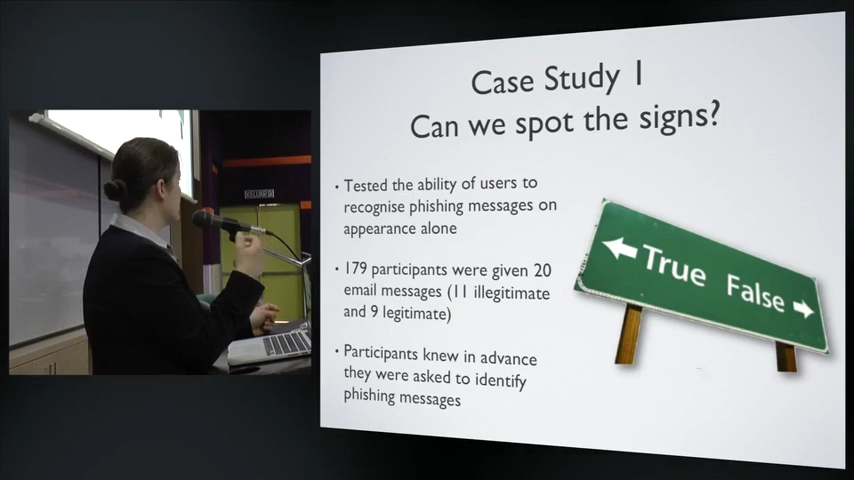 Case Study 1
Can we spot the signs?
• Tested the ability of users to
recognise phishing messages on
appearance alone
• 179 participants were given 20
email messages (11 illegitimate
and 9 legitimate)
• Participants knew in advance
they were asked to identify
phishing messages
True False